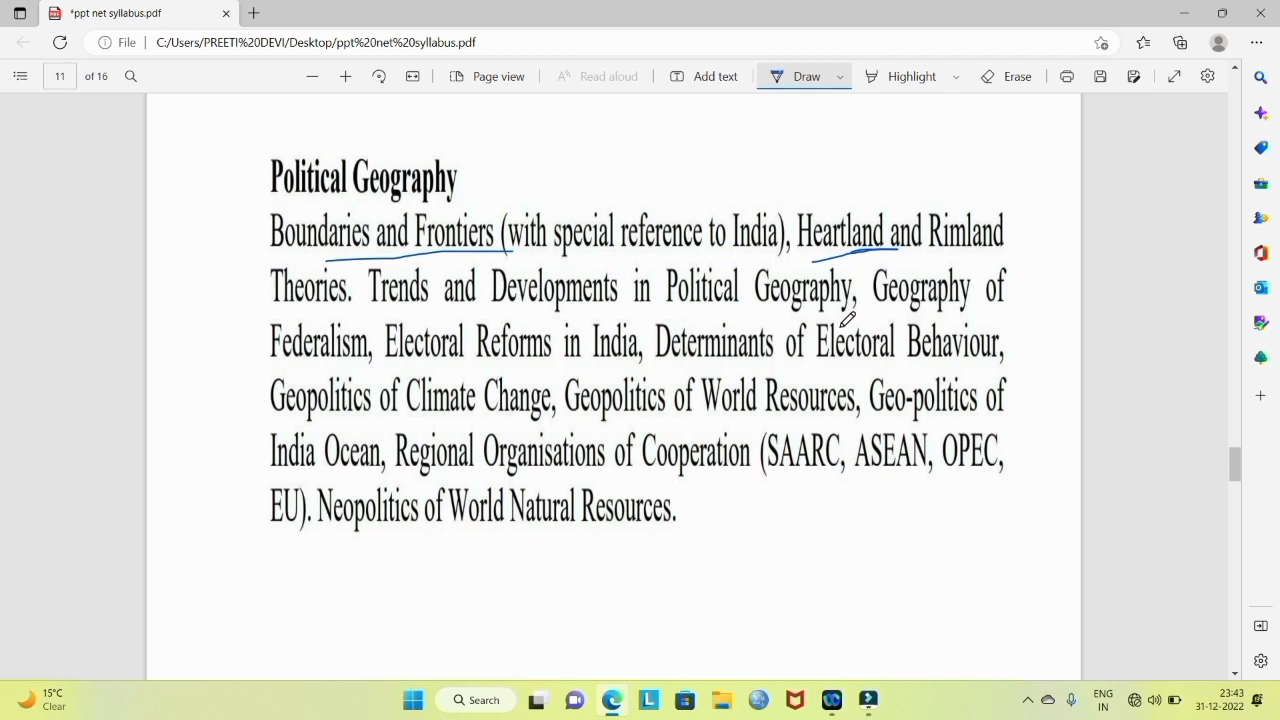 *ppt net syllabus.pdf
File C:/Users/PREETI%20DEVI/Desktop/ppt%20net%20syllabus.pdf
11 of 16 Page view Read aloud Add text Draw Highlight Erase
Political Geography
Boundaries and Frontiers (with special reference to India), Heartland and Rimland
Theories. Trends and Developments in Political Geography, Geography of
Federalism, Electoral Reforms in India, Determinants of Electoral Behaviour,
Geopolitics of Climate Change, Geopolitics of World Resources, Geo-politics of
India Ocean, Regional Organisations of Cooperation (SAARC, ASEAN, OPEC,
EU). Neopolitics of World Natural Resources.
15°C
Clear
Search
ENG
IN
23:43
31-12-2022